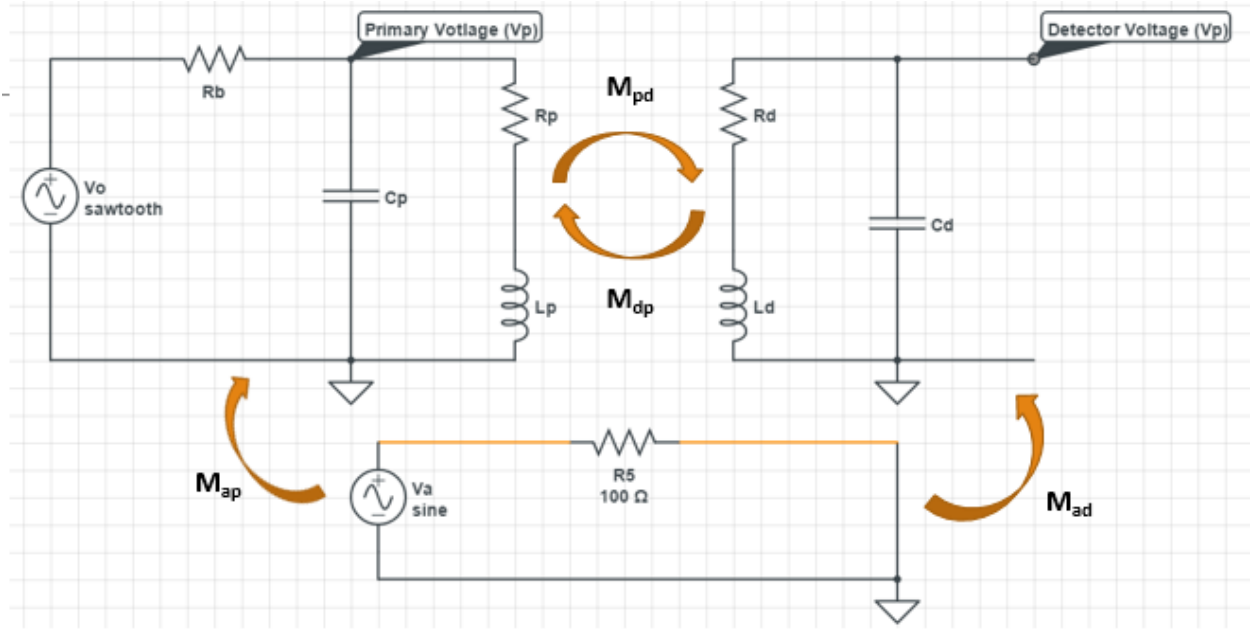 Primary Votlage (Vp)
Detector Voltage (Vp)
Rb
Mpd
Rp
Rd
Vo
sawtooth
Cp
Cd
Mdp
Lp
Ld
Map
R5
100 Ω
Va
sine
Mad